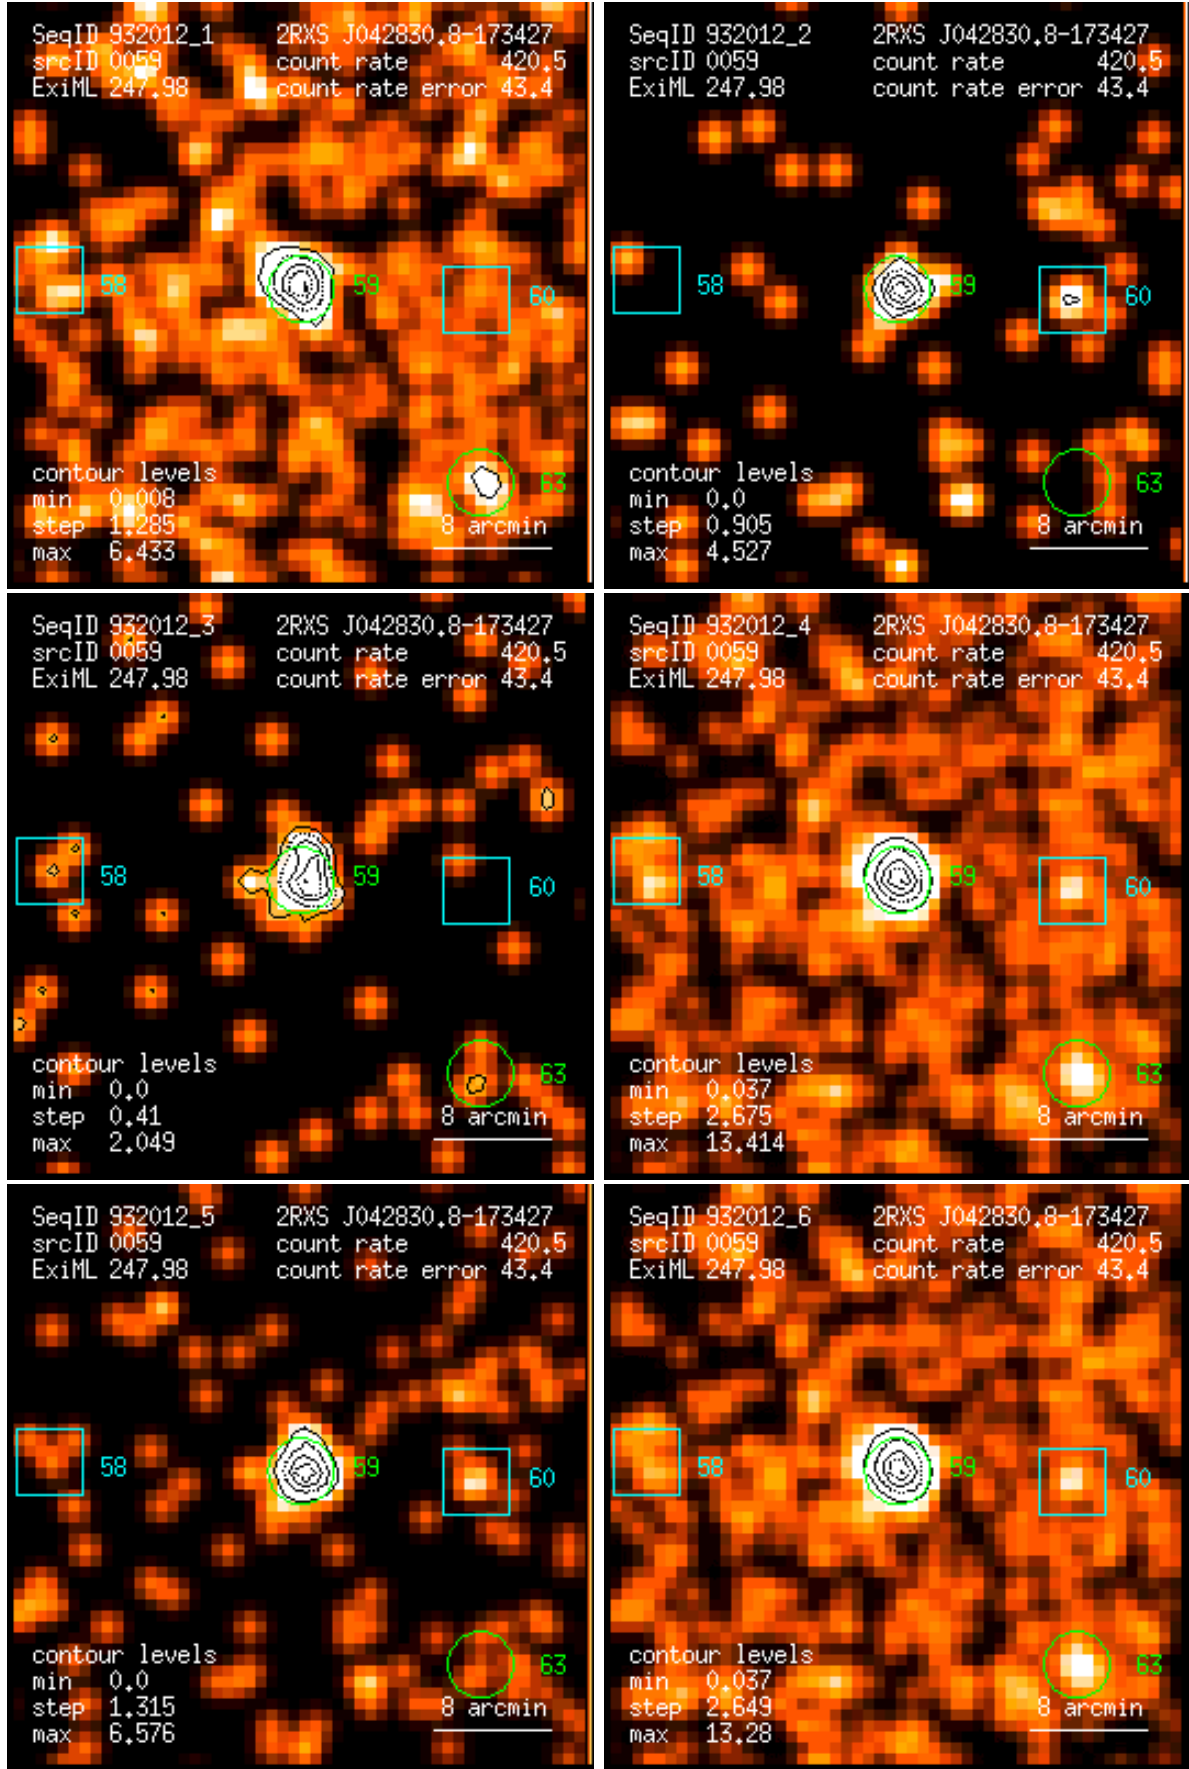 SeqID 932012_1 2RXS J042830.8-173427
srcID 0059 count rate 420.5
ExiML 247.98 count rate error 43.4
58 59 60
contour levels
min 0.008 63
step 1.285 8 arcmin
max 6.433
SeqID 932012_2 2RXS J042830.8-173427
srcID 0059 count rate 420.5
ExiML 247.98 count rate error 43.4
58 59 60
contour levels
min 0.0 63
step 0.905 8 arcmin
max 4.527
SeqID 932012_3 2RXS J042830.8-173427
srcID 0059 count rate 420.5
ExiML 247.98 count rate error 43.4
58 59 60
contour levels
min 0.0 63
step 0.41 8 arcmin
max 2.049
SeqID 932012_4 2RXS J042830.8-173427
srcID 0059 count rate 420.5
ExiML 247.98 count rate error 43.4
58 59 60
contour levels
min 0.037 63
step 2.675 8 arcmin
max 13.414
SeqID 932012_5 2RXS J042830.8-173427
srcID 0059 count rate 420.5
ExiML 247.98 count rate error 43.4
58 59 60
contour levels
min 0.0 63
step 1.315 8 arcmin
max 6.576
SeqID 932012_6 2RXS J042830.8-173427
srcID 0059 count rate 420.5
ExiML 247.98 count rate error 43.4
58 59 60
contour levels
min 0.037 63
step 2.649 8 arcmin
max 13.28